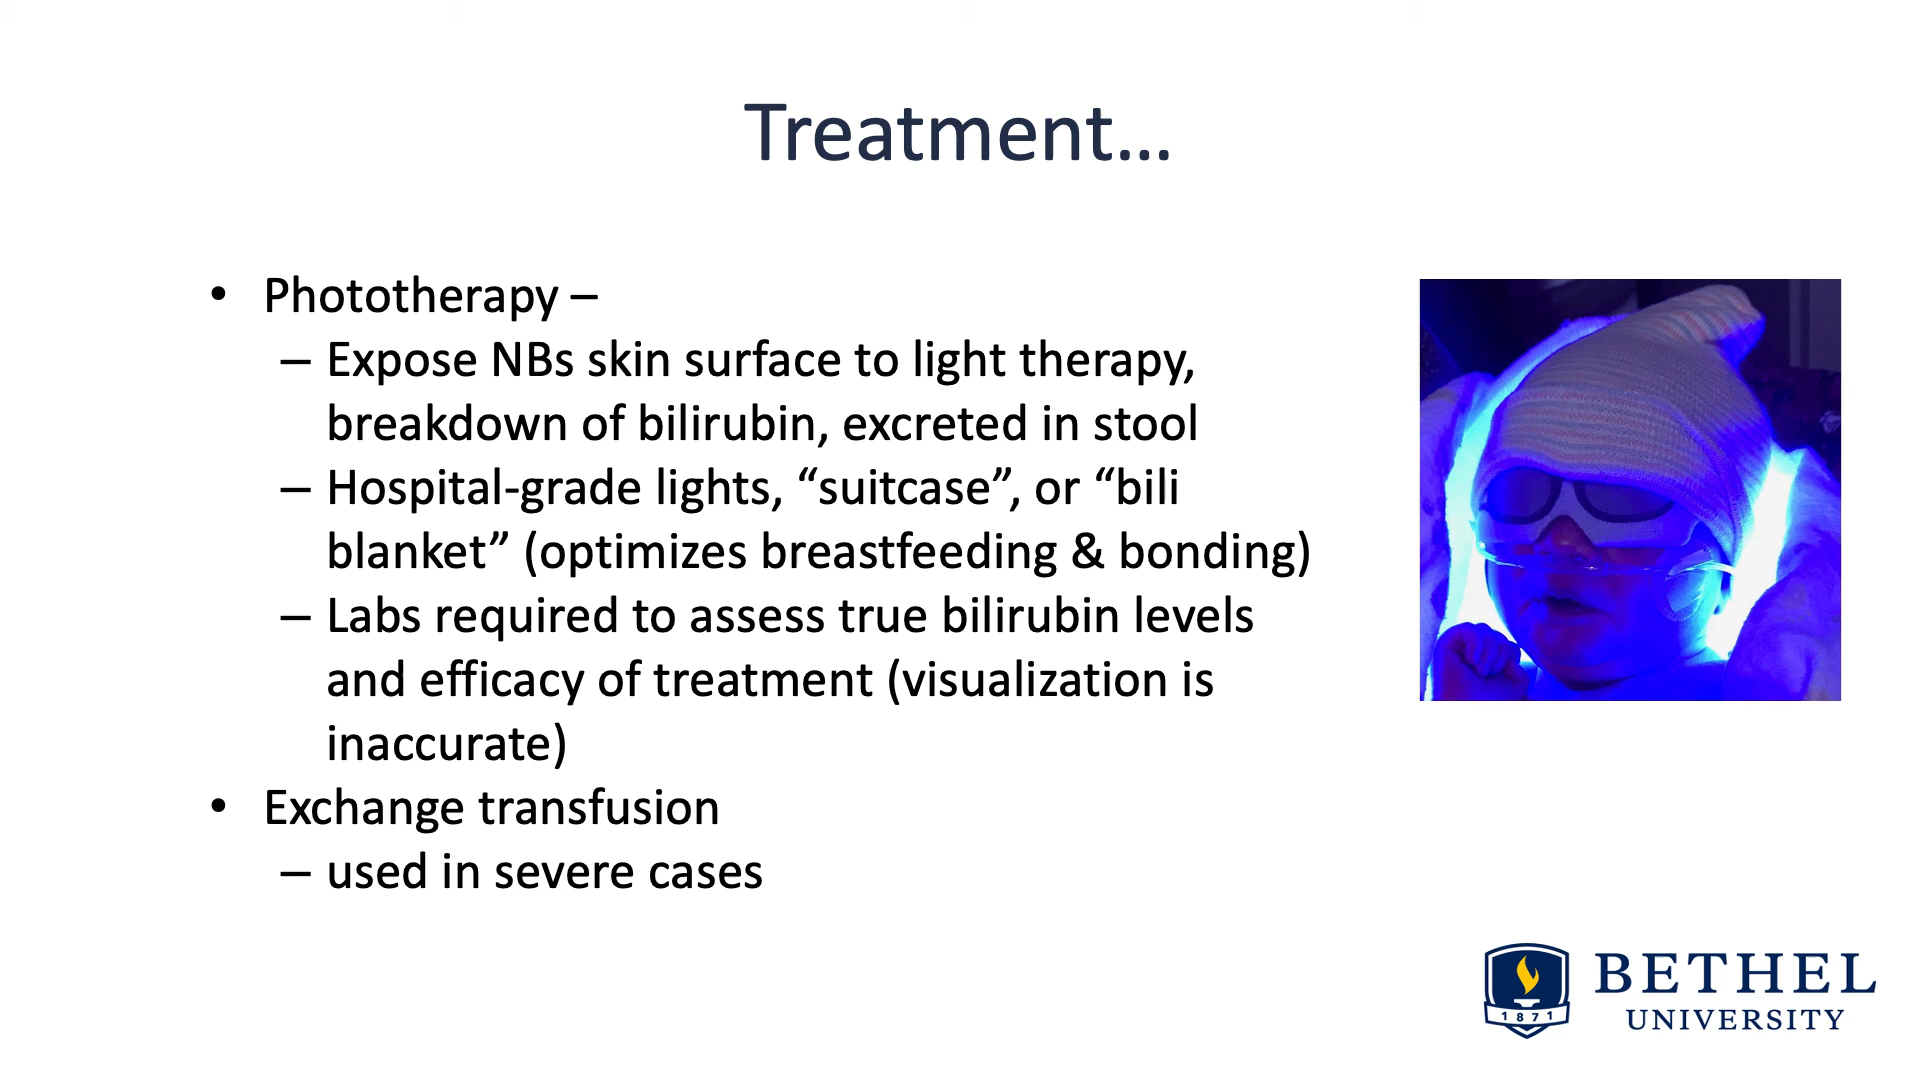 Treatment…
• Phototherapy –
– Expose NBs skin surface to light therapy,
breakdown of bilirubin, excreted in stool
– Hospital-grade lights, “suitcase”, or “bili
blanket” (optimizes breastfeeding & bonding)
– Labs required to assess true bilirubin levels
and efficacy of treatment (visualization is
inaccurate)
• Exchange transfusion
– used in severe cases
1871
BETHEL
UNIVERSITY